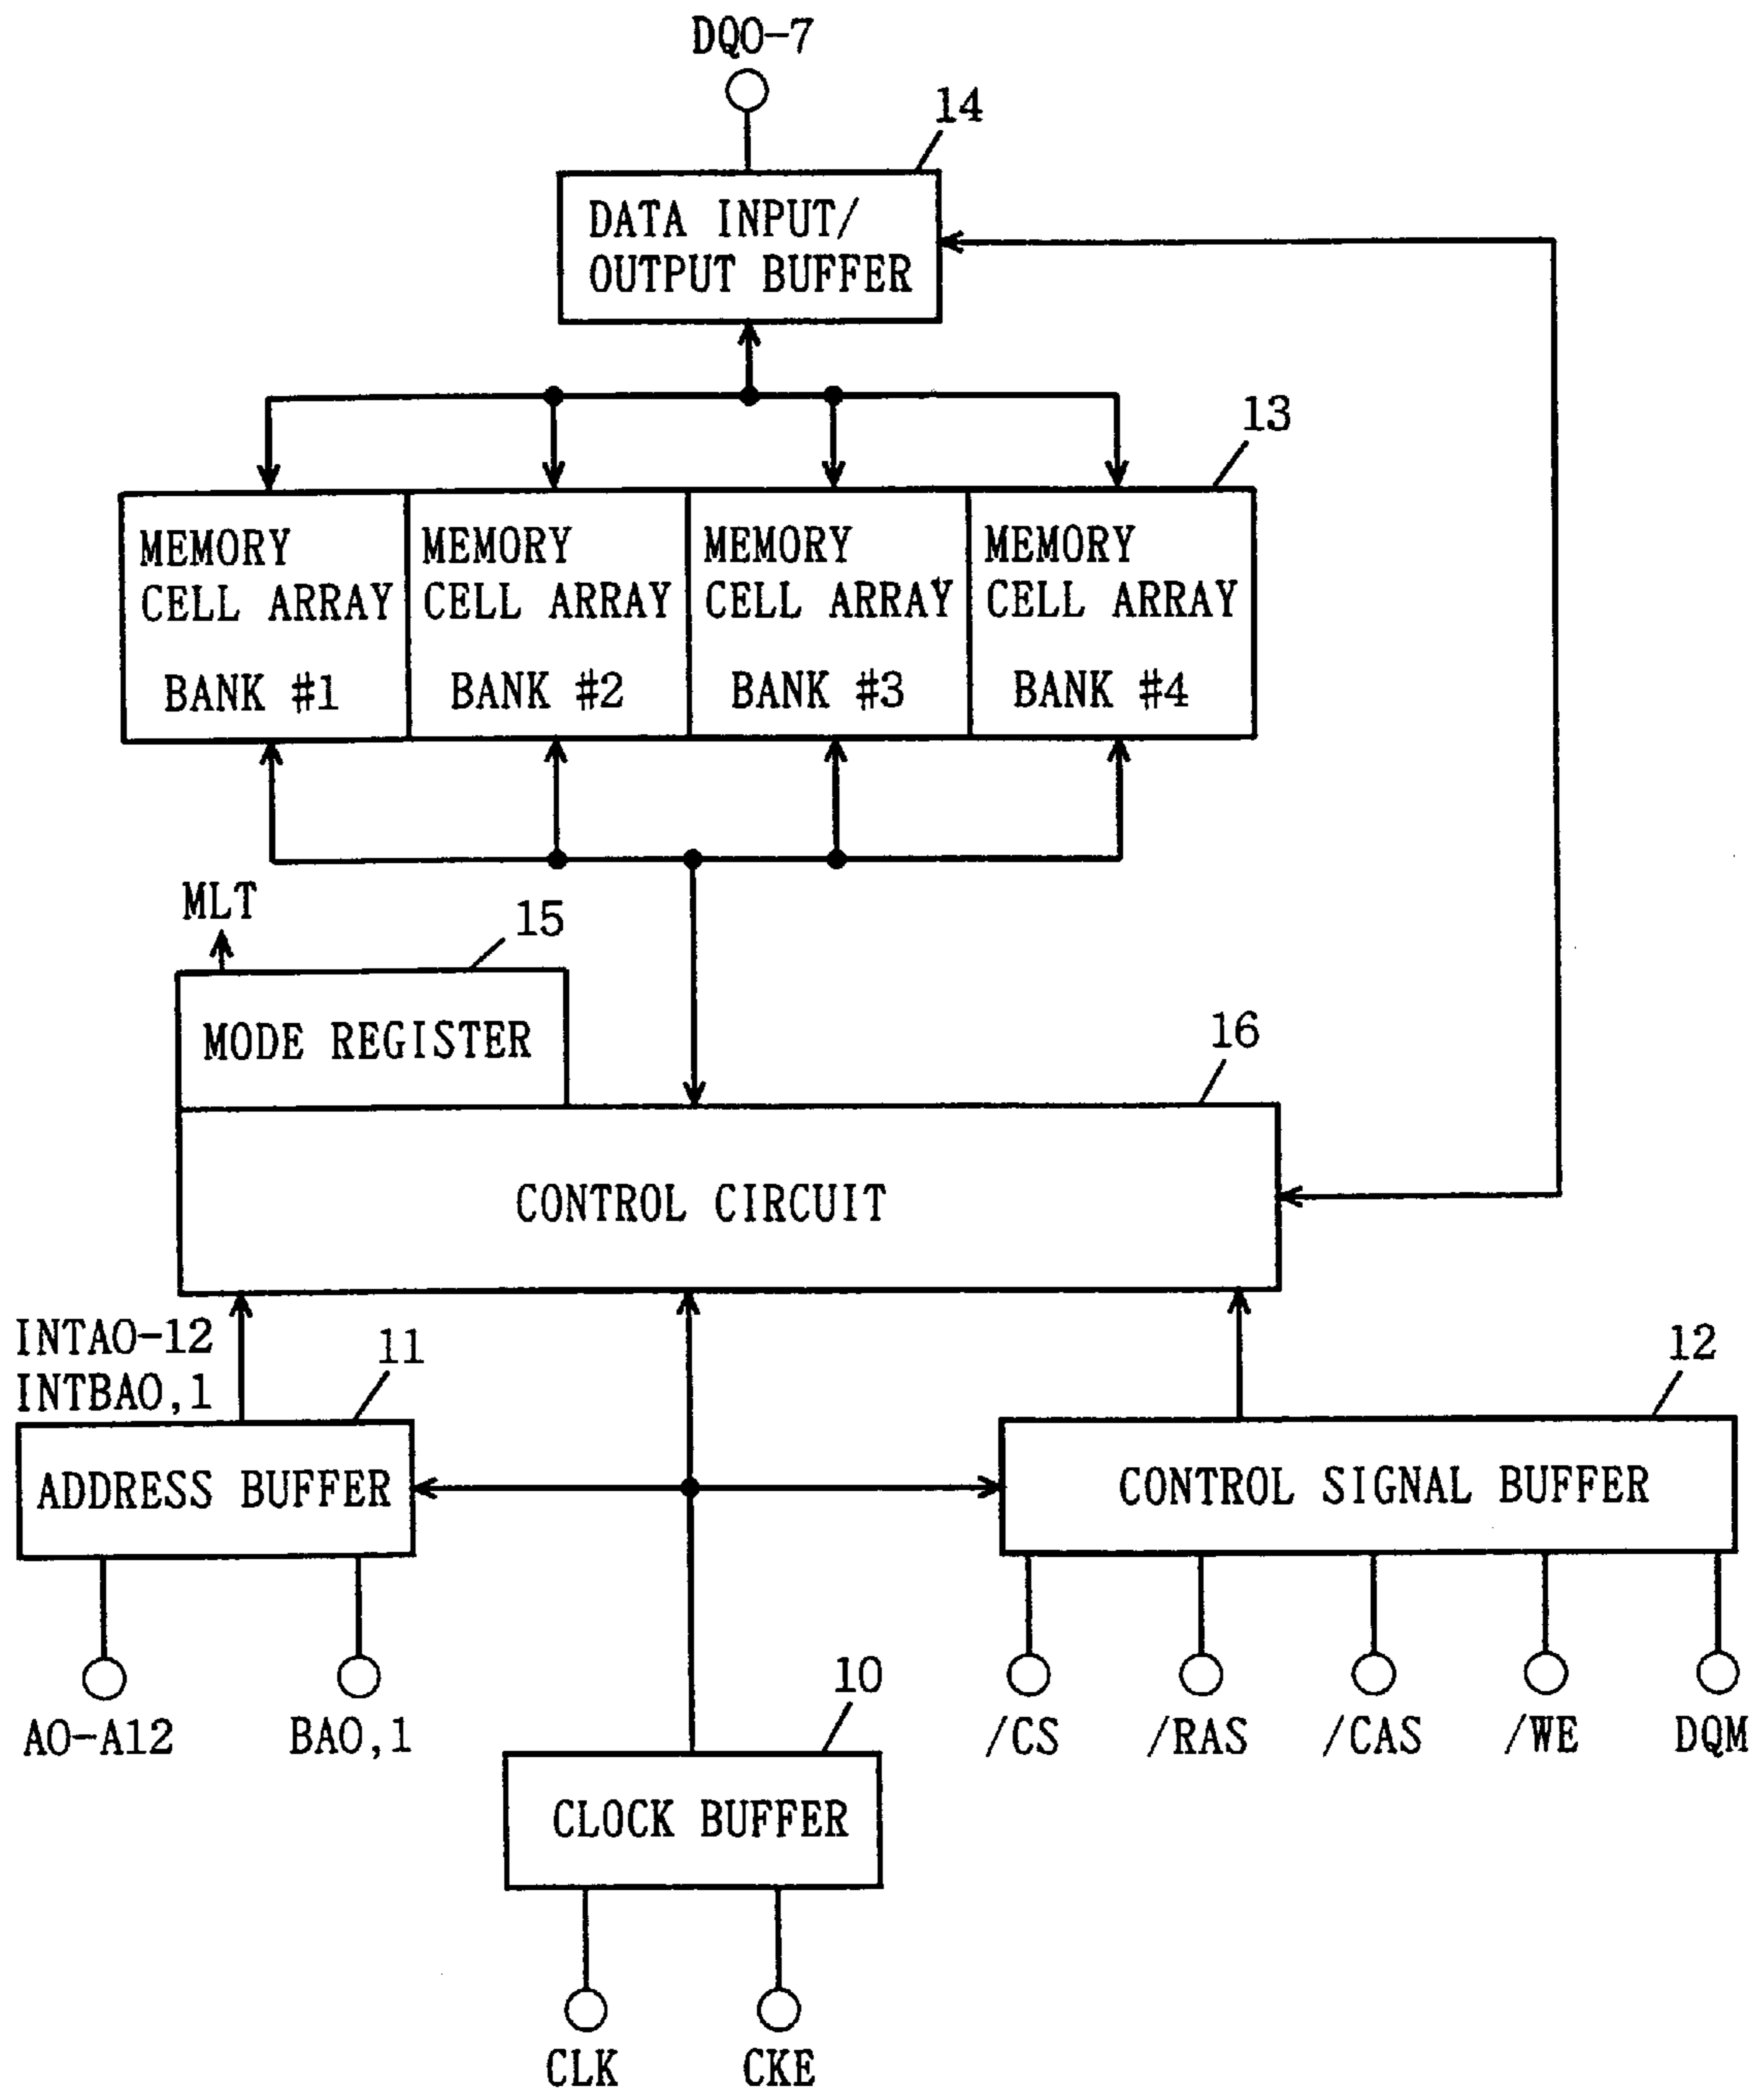 DQ0-7
14
DATA INPUT/
OUTPUT BUFFER
13
MEMORY
CELL ARRAY
BANK #1
MEMORY
CELL ARRAY
BANK #2
MEMORY
CELL ARRAY
BANK #3
MEMORY
CELL ARRAY
BANK #4
MLT
15
MODE REGISTER
16
CONTROL CIRCUIT
INTA0-12
INTBA0,1
11
12
ADDRESS BUFFER
CONTROL SIGNAL BUFFER
A0-A12
BA0,1
10
/CS
/RAS
/CAS
/WE
DQM
CLOCK BUFFER
CLK
CKE